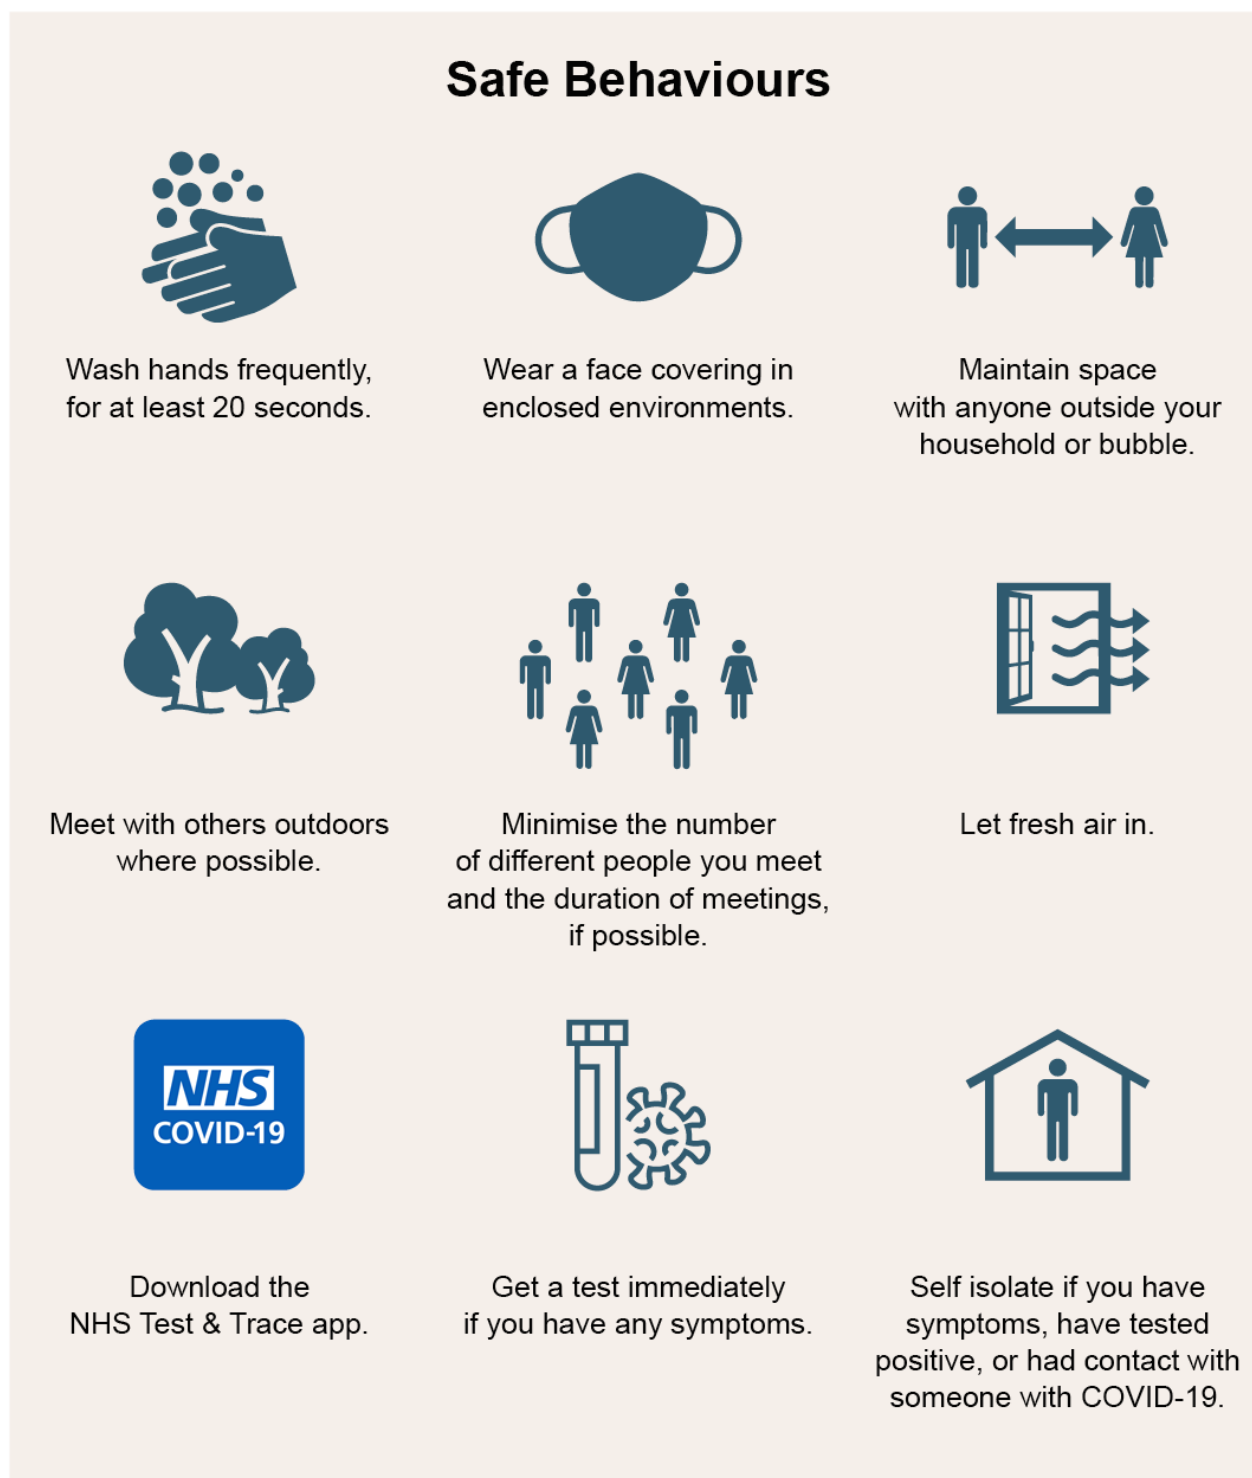 Safe Behaviours
Wash hands frequently,
for at least 20 seconds.
Wear a face covering in
enclosed environments.
Maintain space
with anyone outside your
household or bubble.
Meet with others outdoors
where possible.
Minimise the number
of different people you meet
and the duration of meetings,
if possible.
Let fresh air in.
NHS
COVID-19
Download the
NHS Test & Trace app.
Get a test immediately
if you have any symptoms.
Self isolate if you have
symptoms, have tested
positive, or had contact with
someone with COVID-19.